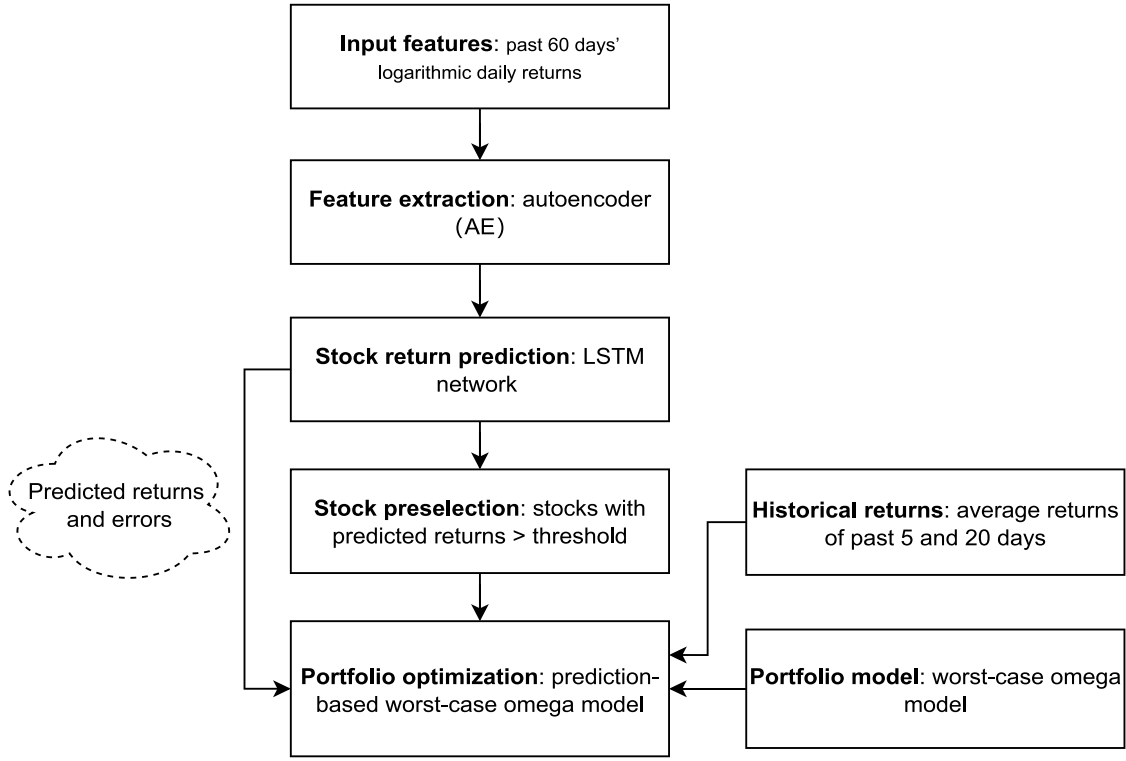 Input features: past 60 days'
logarithmic daily returns
Feature extraction: autoencoder
(AE)
Stock return prediction: LSTM
network
Predicted returns
and errors
Stock preselection: stocks with
predicted returns > threshold
Historical returns: average returns
of past 5 and 20 days
Portfolio optimization: prediction-
based worst-case omega model
Portfolio model: worst-case omega
model